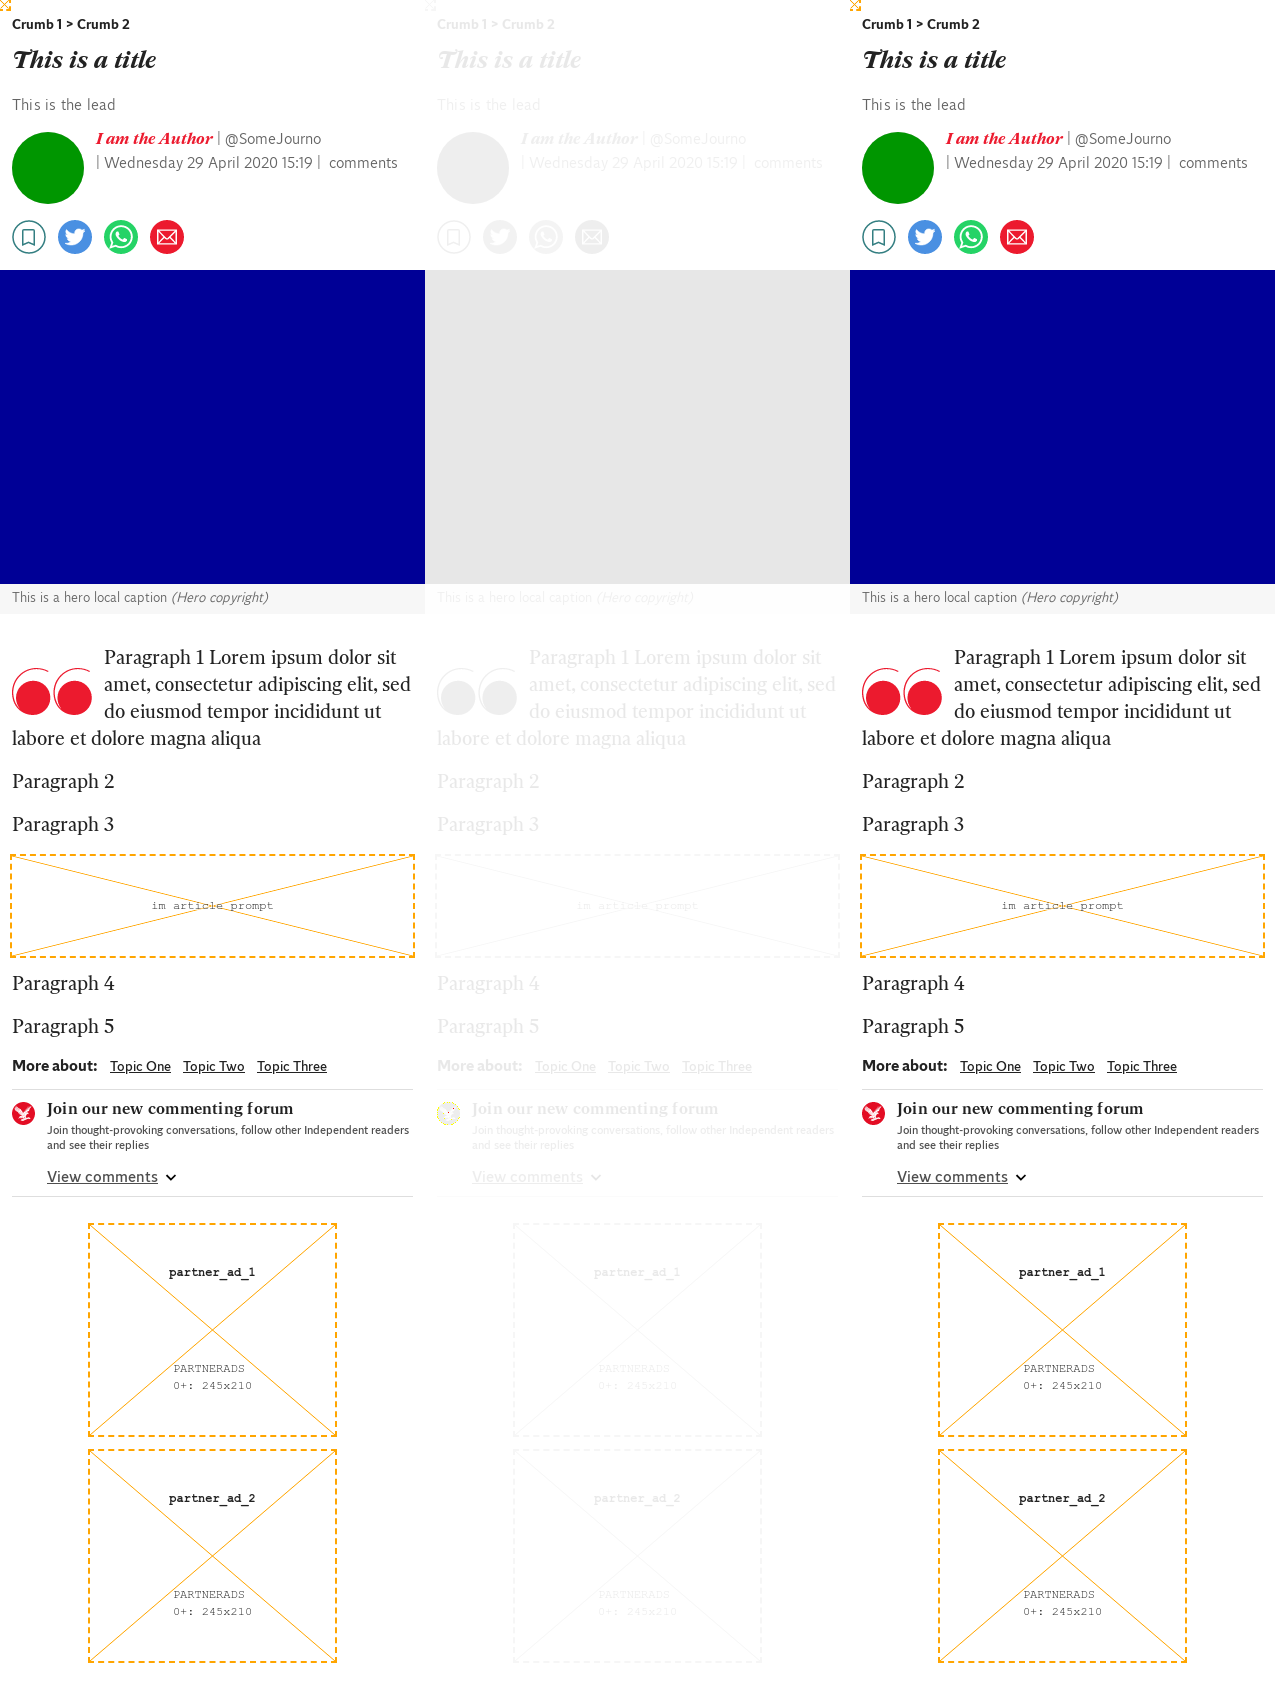 Crumb 1 > Crumb 2
This is a title
This is the lead
I am the Author | @SomeJourno
| Wednesday 29 April 2020 15:19 | comments
This is a hero local caption (Hero copyright)
Paragraph 1 Lorem ipsum dolor sit
amet, consectetur adipiscing elit, sed
do eiusmod tempor incididunt ut
labore et dolore magna aliqua
Paragraph 2
Paragraph 3
im article prompt
Paragraph 4
Paragraph 5
More about: Topic One Topic Two Topic Three
Join our new commenting forum
Join thought-provoking conversations, follow other Independent readers
and see their replies
View comments
partner_ad_1
PARTNERADS
0+: 245x210
partner_ad_2
PARTNERADS
0+: 245x210
Crumb 1 > Crumb 2
This is a title
This is the lead
I am the Author | @SomeJourno
| Wednesday 29 April 2020 15:19 | comments
This is a hero local caption (Hero copyright)
Paragraph 1 Lorem ipsum dolor sit
amet, consectetur adipiscing elit, sed
do eiusmod tempor incididunt ut
labore et dolore magna aliqua
Paragraph 2
Paragraph 3
im article prompt
Paragraph 4
Paragraph 5
More about: Topic One Topic Two Topic Three
Join our new commenting forum
Join thought-provoking conversations, follow other Independent readers
and see their replies
View comments
partner_ad_1
PARTNERADS
0+: 245x210
partner_ad_2
PARTNERADS
0+: 245x210
Crumb 1 > Crumb 2
This is a title
This is the lead
I am the Author | @SomeJourno
| Wednesday 29 April 2020 15:19 | comments
This is a hero local caption (Hero copyright)
Paragraph 1 Lorem ipsum dolor sit
amet, consectetur adipiscing elit, sed
do eiusmod tempor incididunt ut
labore et dolore magna aliqua
Paragraph 2
Paragraph 3
im article prompt
Paragraph 4
Paragraph 5
More about: Topic One Topic Two Topic Three
Join our new commenting forum
Join thought-provoking conversations, follow other Independent readers
and see their replies
View comments
partner_ad_1
PARTNERADS
0+: 245x210
partner_ad_2
PARTNERADS
0+: 245x210